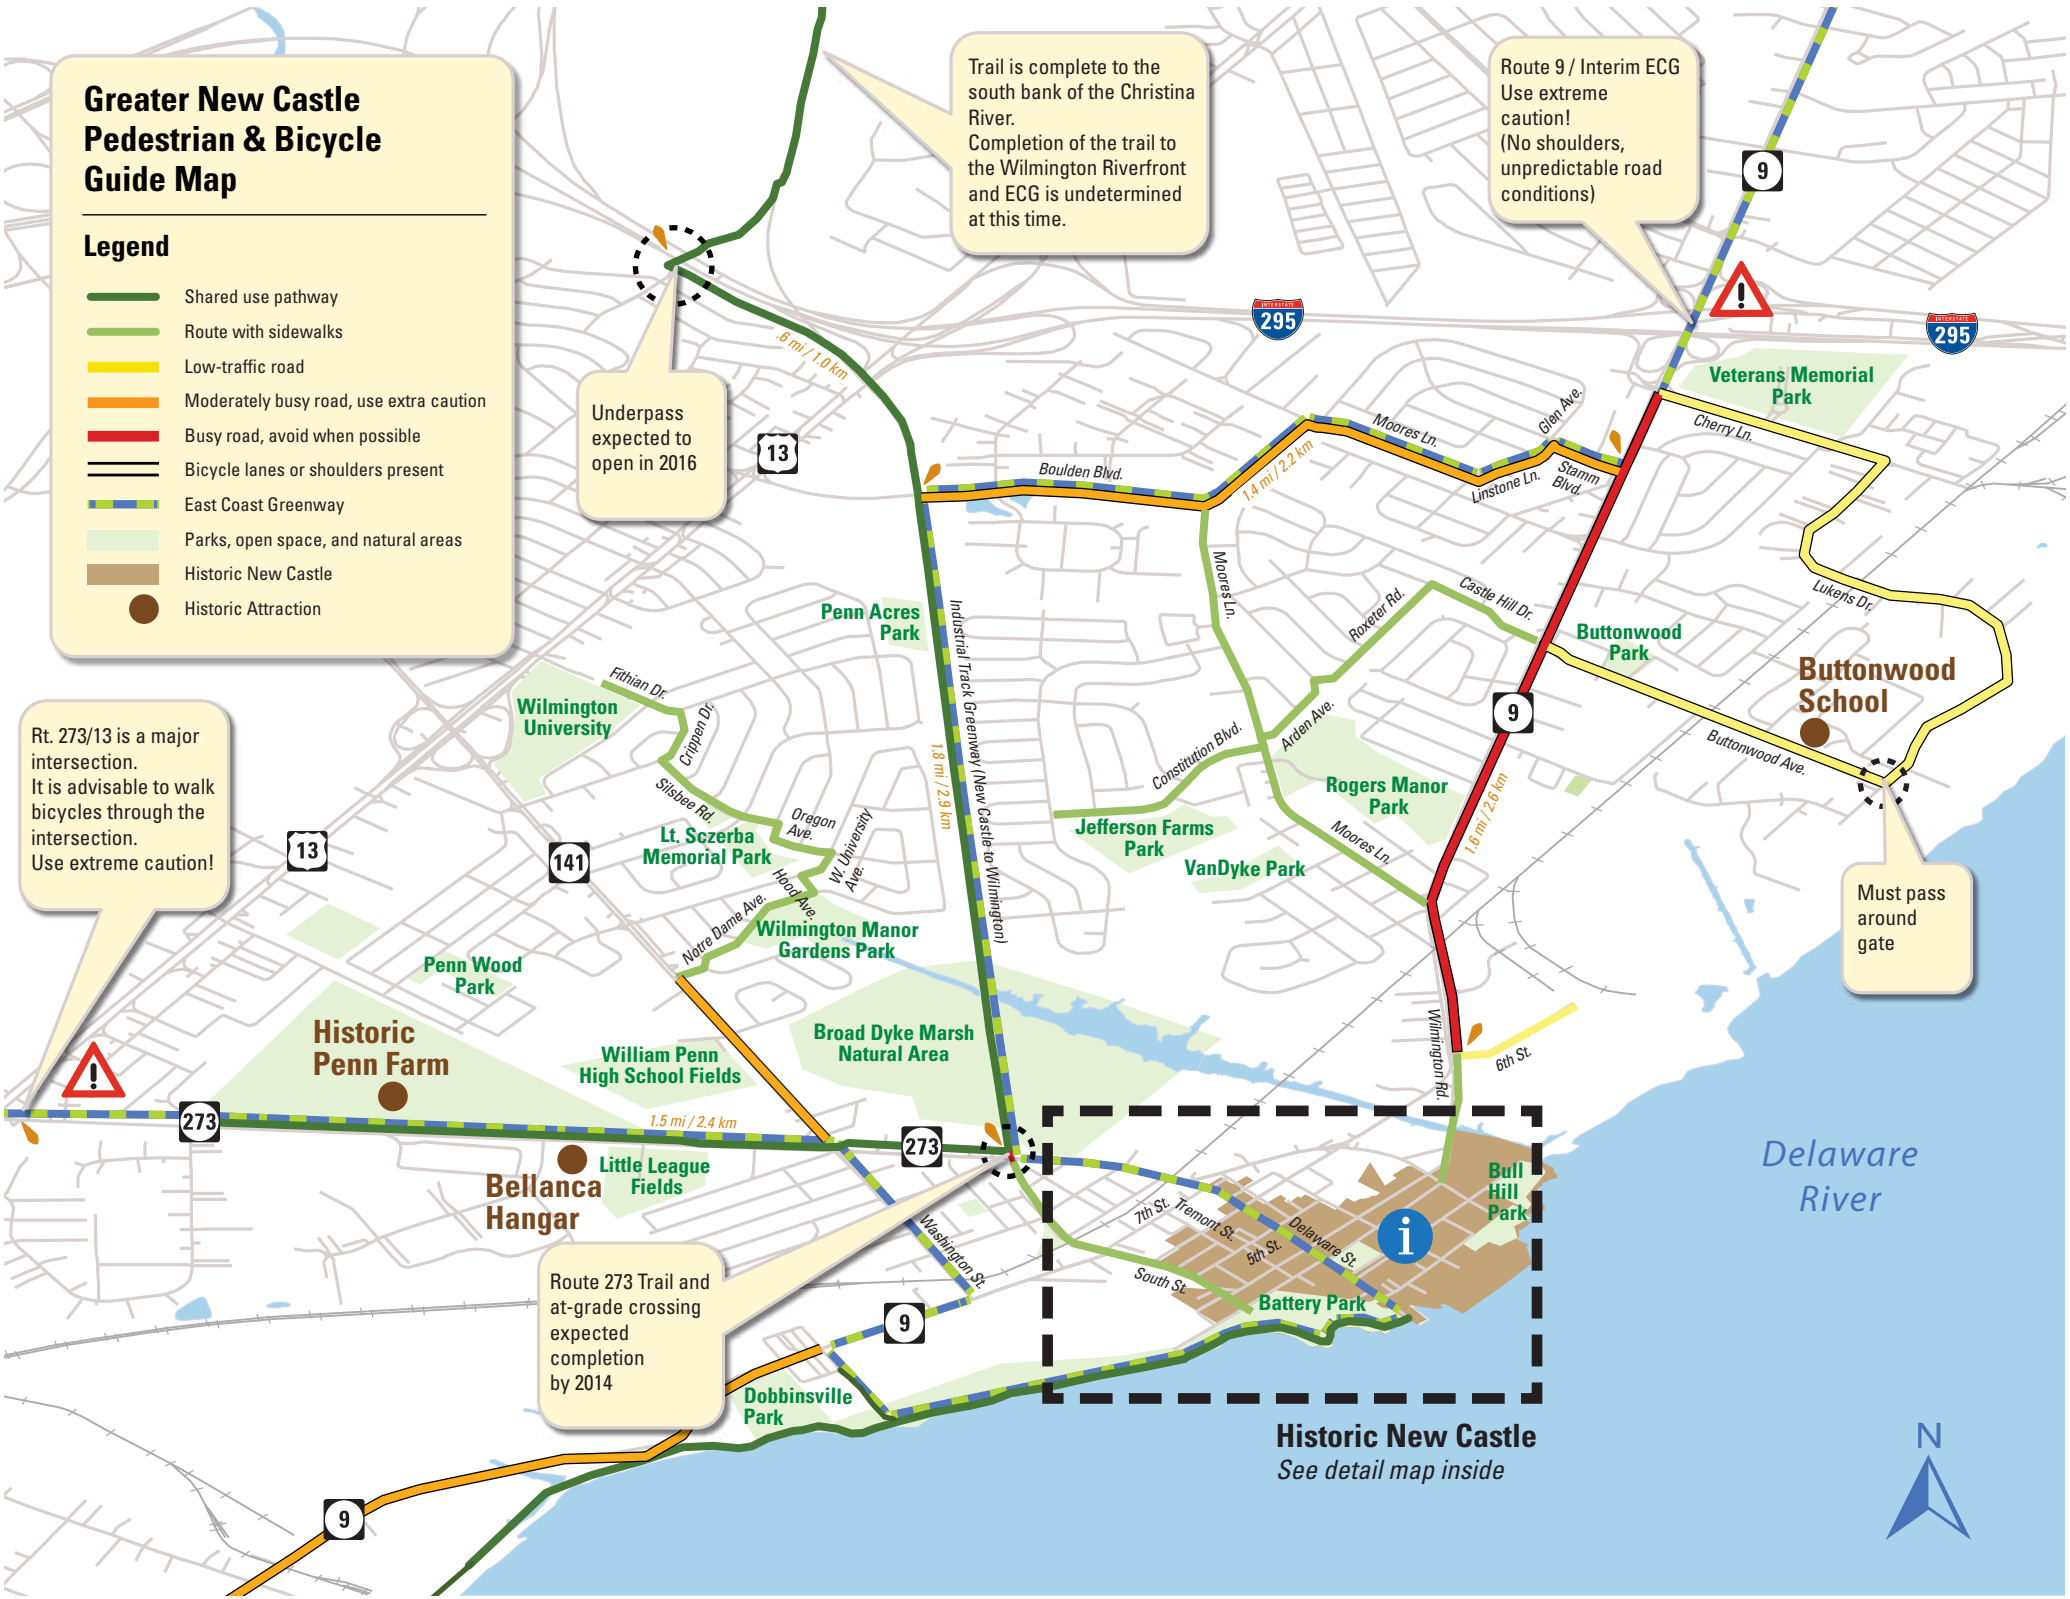 Greater New Castle
Pedestrian & Bicycle
Guide Map
Legend
Shared use pathway
Route with sidewalks
Low-traffic road
Moderately busy road, use extra caution
Busy road, avoid when possible
Bicycle lanes or shoulders present
East Coast Greenway
Parks, open space, and natural areas
Historic New Castle
Historic Attraction
Trail is complete to the
south bank of the Christina
River.
Completion of the trail to
the Wilmington Riverfront
and ECG is undetermined
at this time.
Route 9 / Interim ECG
Use extreme
caution!
(No shoulders,
unpredictable road
conditions)
9
!
INTERSTATE
295
INTERSTATE
295
.6 mi / 1.0 km
Underpass
expected to
open in 2016
13
Veterans Memorial
Park
Cherry Ln.
Glen Ave.
Moores Ln.
Boulden Blvd.
1.4 mi / 2.2 km
Linstone Ln.
Stamm
Blvd.
Moores Ln.
Lukens Dr.
Castle Hill Dr.
Roxeter Rd.
Penn Acres
Park
Industrial Track Greenway (New Castle to Wilmington)
1.8 mi / 2.9 km
Buttonwood
Park
Buttonwood
School
Buttonwood Ave.
9
Arden Ave.
Constitution Blvd.
Rogers Manor
Park
1.6 mi / 2.6 km
Jefferson Farms
Park
VanDyke Park
Moores Ln.
Must pass
around
gate
Fithian Dr.
Wilmington
University
Crippen Dr.
Silsbee Rd.
Oregon
Ave.
W. University
Ave.
Lt. Sczerba
Memorial Park
Hood Ave.
Notre Dame Ave.
Wilmington Manor
Gardens Park
Rt. 273/13 is a major
intersection.
It is advisable to walk
bicycles through the
intersection.
Use extreme caution!
13
141
Penn Wood
Park
Historic
Penn Farm
William Penn
High School Fields
Broad Dyke Marsh
Natural Area
Wilmington Rd.
6th St.
!
273
1.5 mi / 2.4 km
273
Bellanca
Hangar
Little League
Fields
Washington St.
7th St.
Tremont St.
5th St.
Delaware St.
South St.
i
Bull
Hill
Park
Battery Park
Delaware
River
Route 273 Trail and
at-grade crossing
expected
completion
by 2014
9
Dobbinsville
Park
Historic New Castle
See detail map inside
9
N